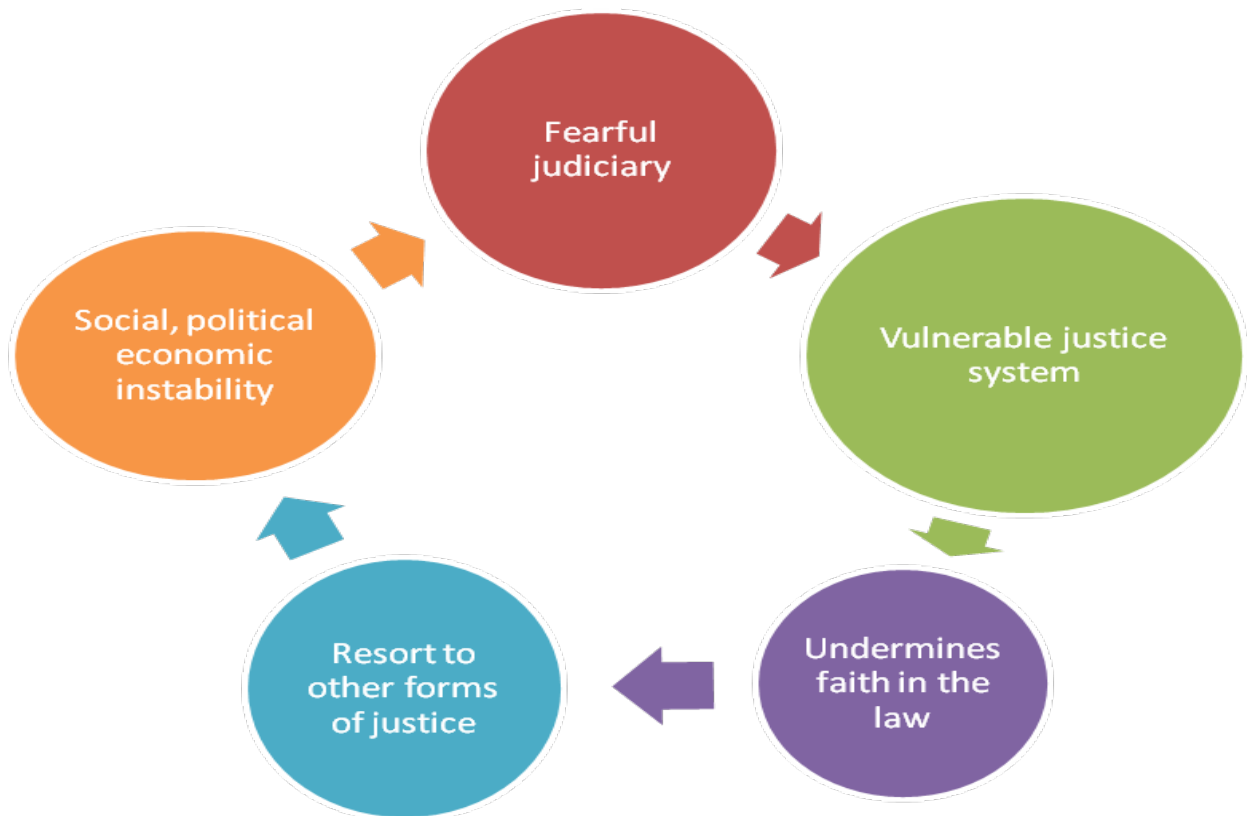 Fearful
judiciary
Vulnerable justice
system
Undermines
faith in the
law
Resort to
other forms
of justice
Social, political
economic
instability